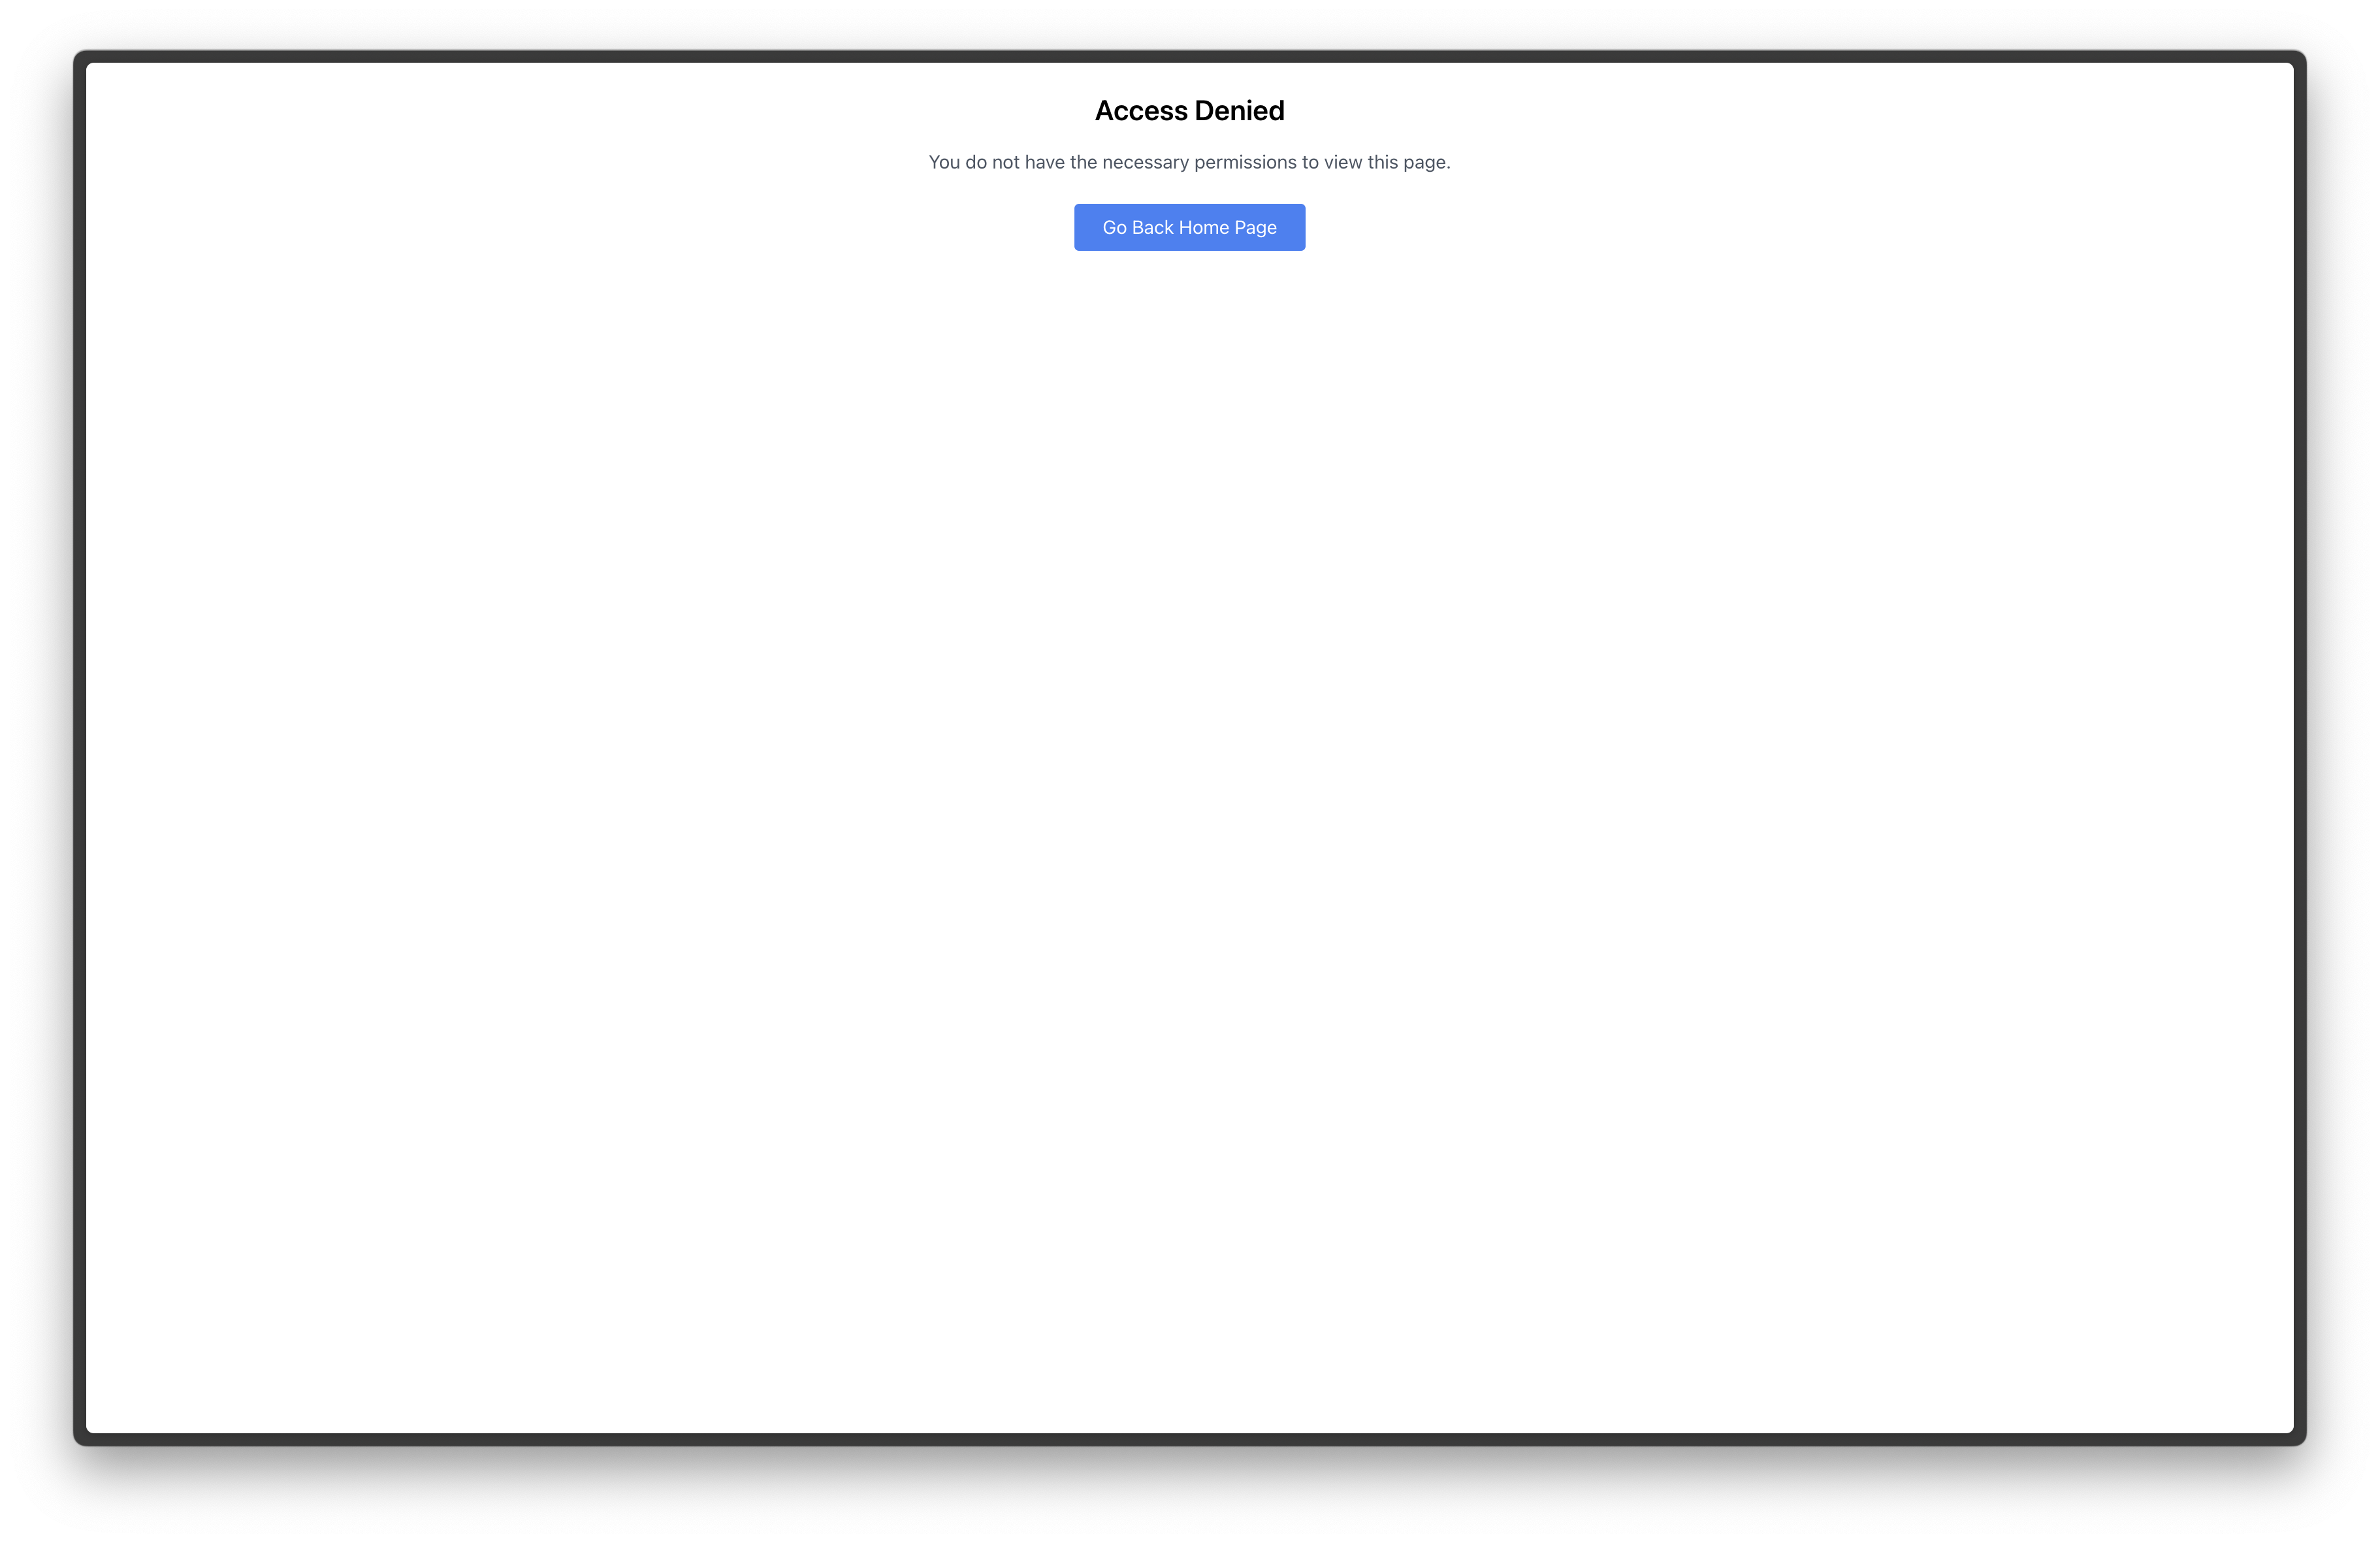 Access Denied
You do not have the necessary permissions to view this page.
Go Back Home Page